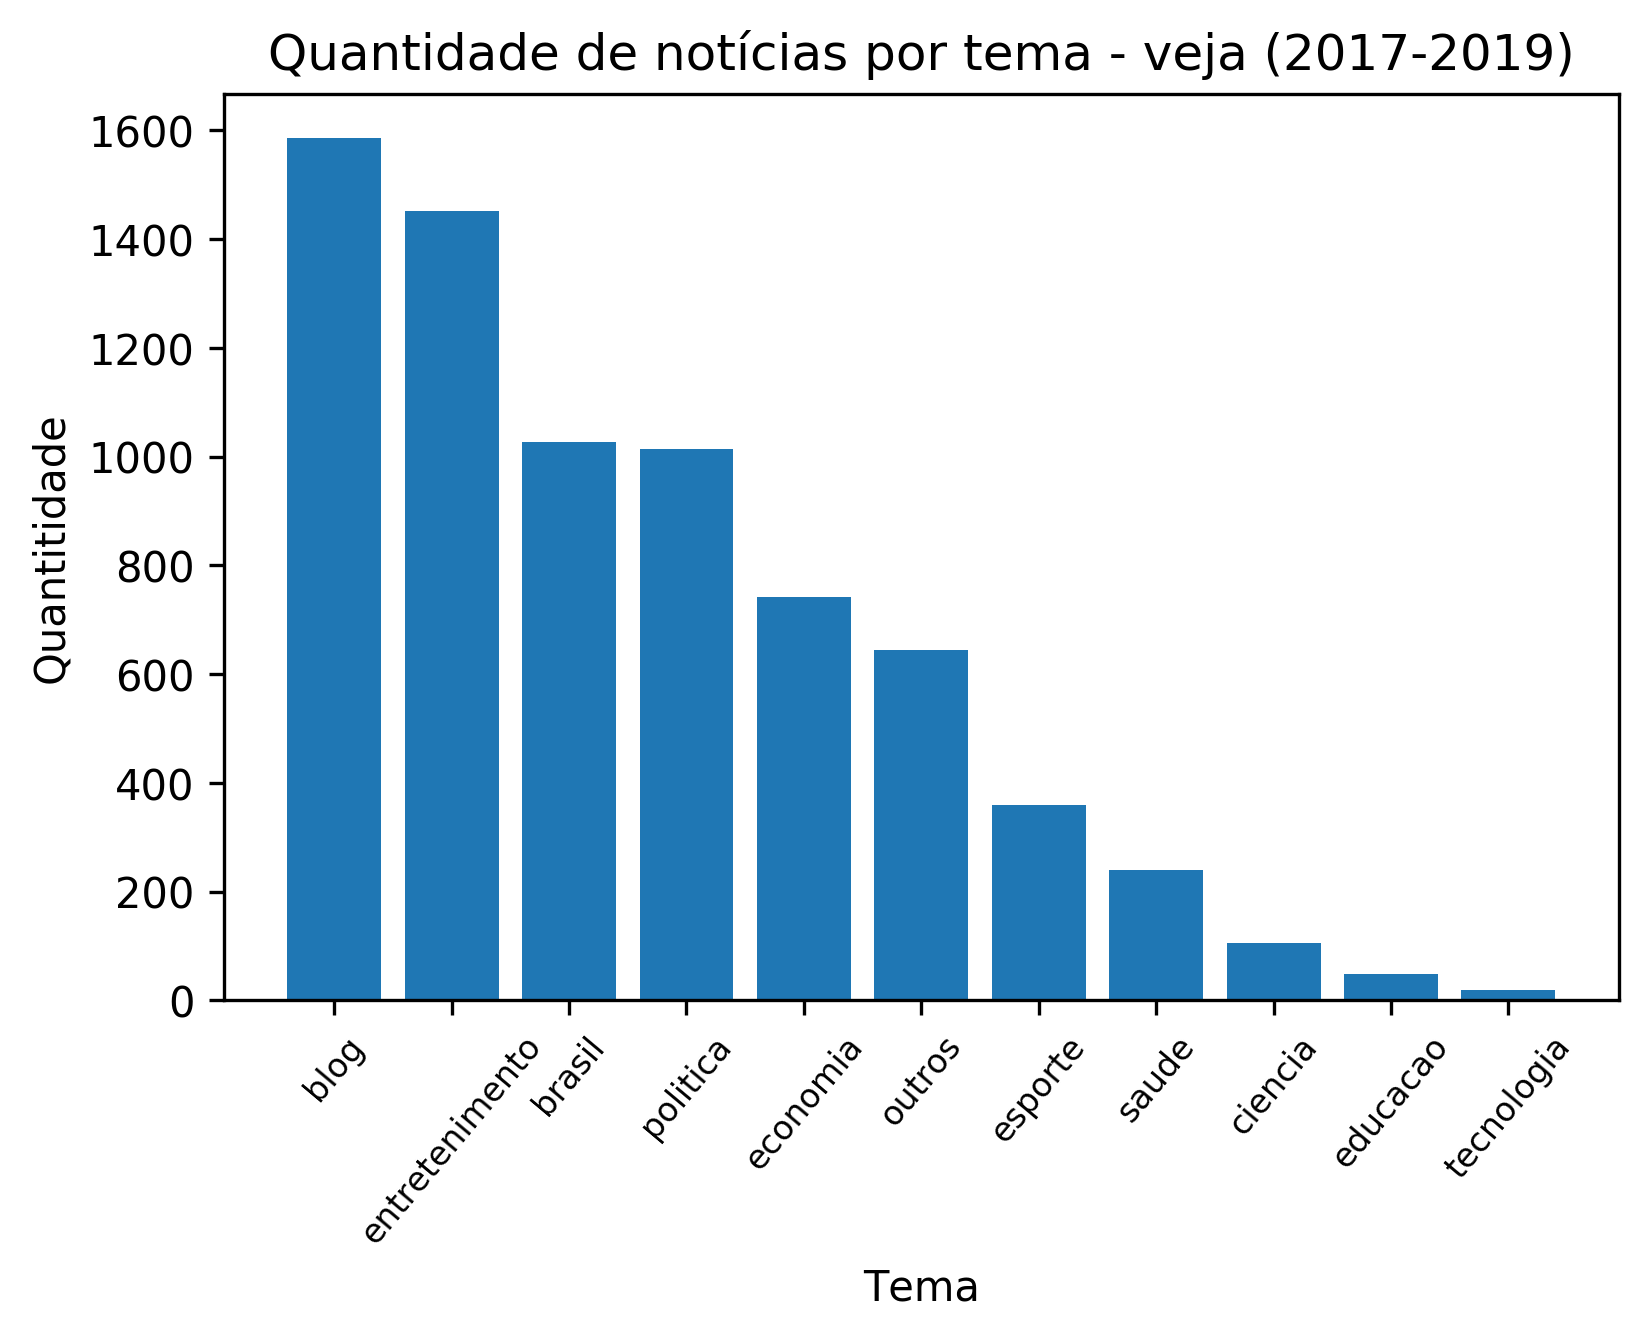 Quantidade de notícias por tema - veja (2017-2019)
Quantitidade
1600
1400
1200
1000
800
600
400
200
0
blog
entretenimento
brasil
politica
economia
outros
esporte
saude
ciencia
educacao
tecnologia
Tema